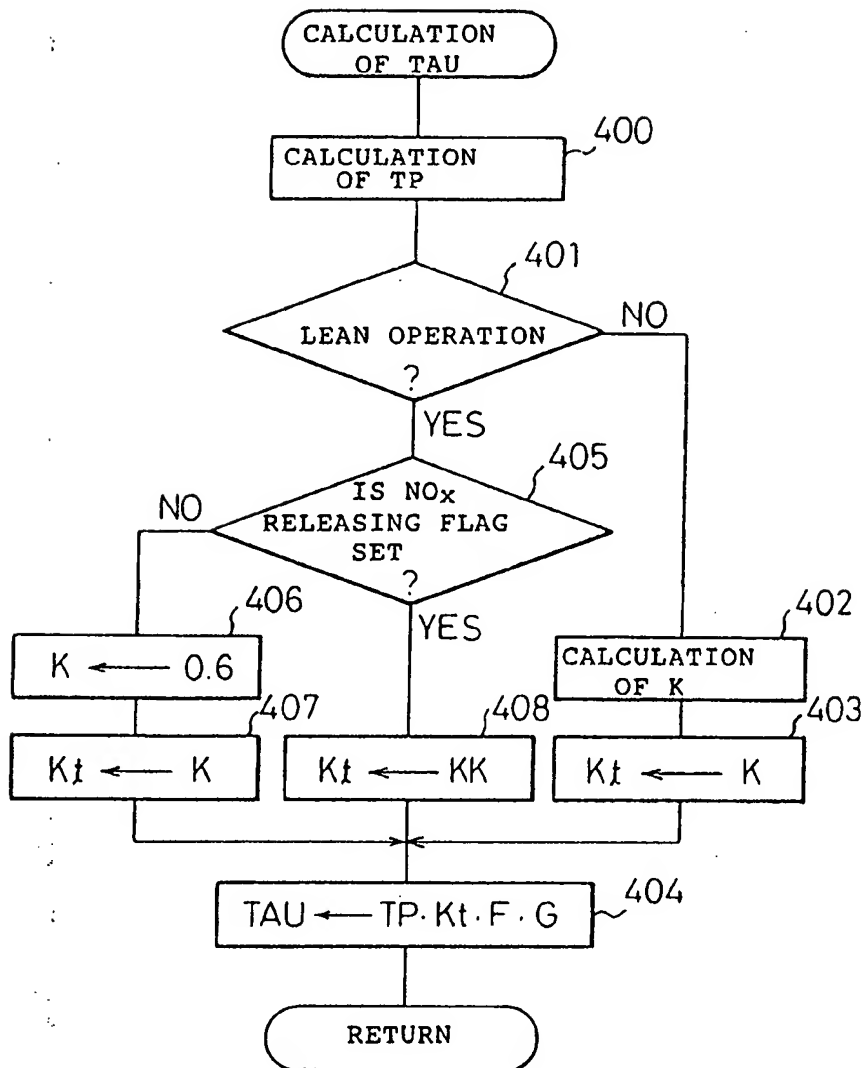 CALCULATION
OF TAU
400
CALCULATION
OF TP
401
LEAN OPERATION
?
NO
YES
405
IS NOx
RELEASING FLAG
SET
?
NO
YES
406
K ← 0.6
402
CALCULATION
OF K
407
Kt ← K
408
Kt ← KK
403
Kt ← K
404
TAU ← TP·Kt·F·G
RETURN